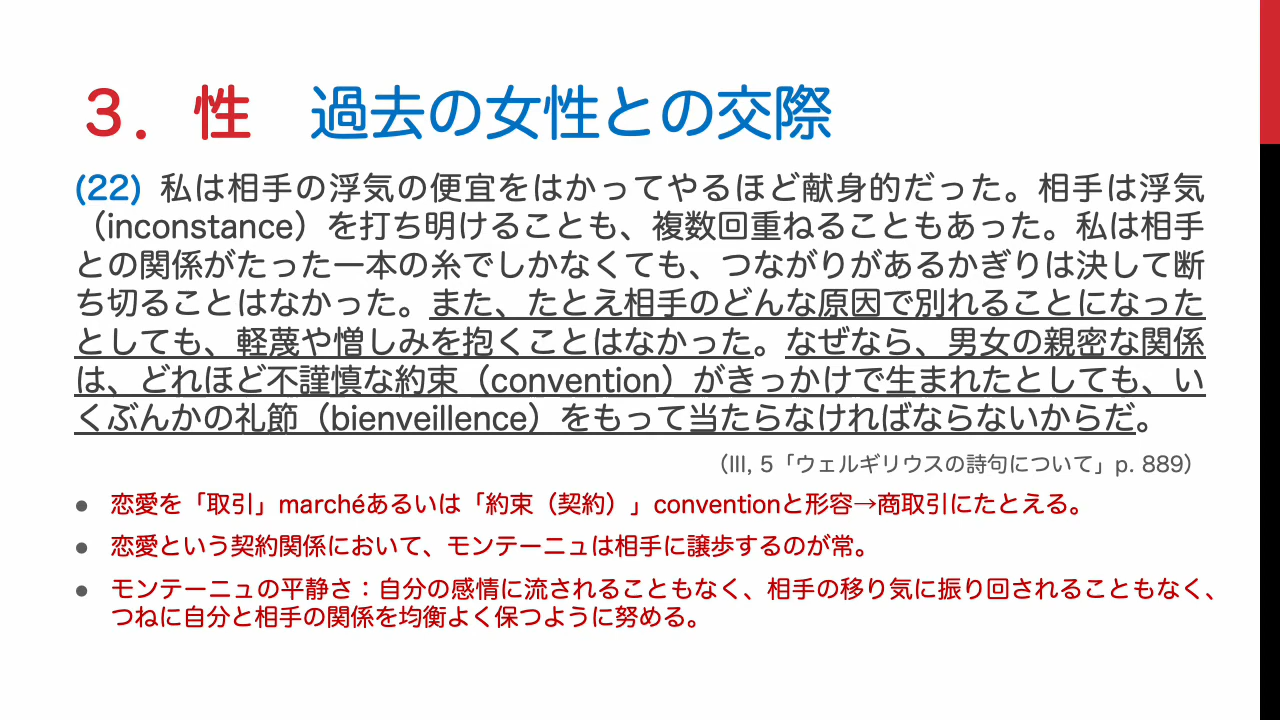 ３．性　過去の女性との交際
(22) 私は相手の浮気の便宜をはかってやるほど献身的だった。相手は浮気
（inconstance）を打ち明けることも、複数回重ねることもあった。私は相手
との関係がたった一本の糸でしかなくても、つながりがあるかぎりは決して断
ち切ることはなかった。また、たとえ相手のどんな原因で別れることになった
としても、軽蔑や憎しみを抱くことはなかった。なぜなら、男女の親密な関係
は、どれほど不謹慎な約束（convention）がきっかけで生まれたとしても、い
くぶんかの礼節（bienveillence）をもって当たらなければならないからだ。
（III, 5「ウェルギリウスの詩句について」p. 889）
● 恋愛を「取引」marchéあるいは「約束（契約）」conventionと形容→商取引にたとえる。
● 恋愛という契約関係において、モンテーニュは相手に譲歩するのが常。
● モンテーニュの平静さ：自分の感情に流されることもなく、相手の移り気に振り回されることもなく、
つねに自分と相手の関係を均衡よく保つように努める。